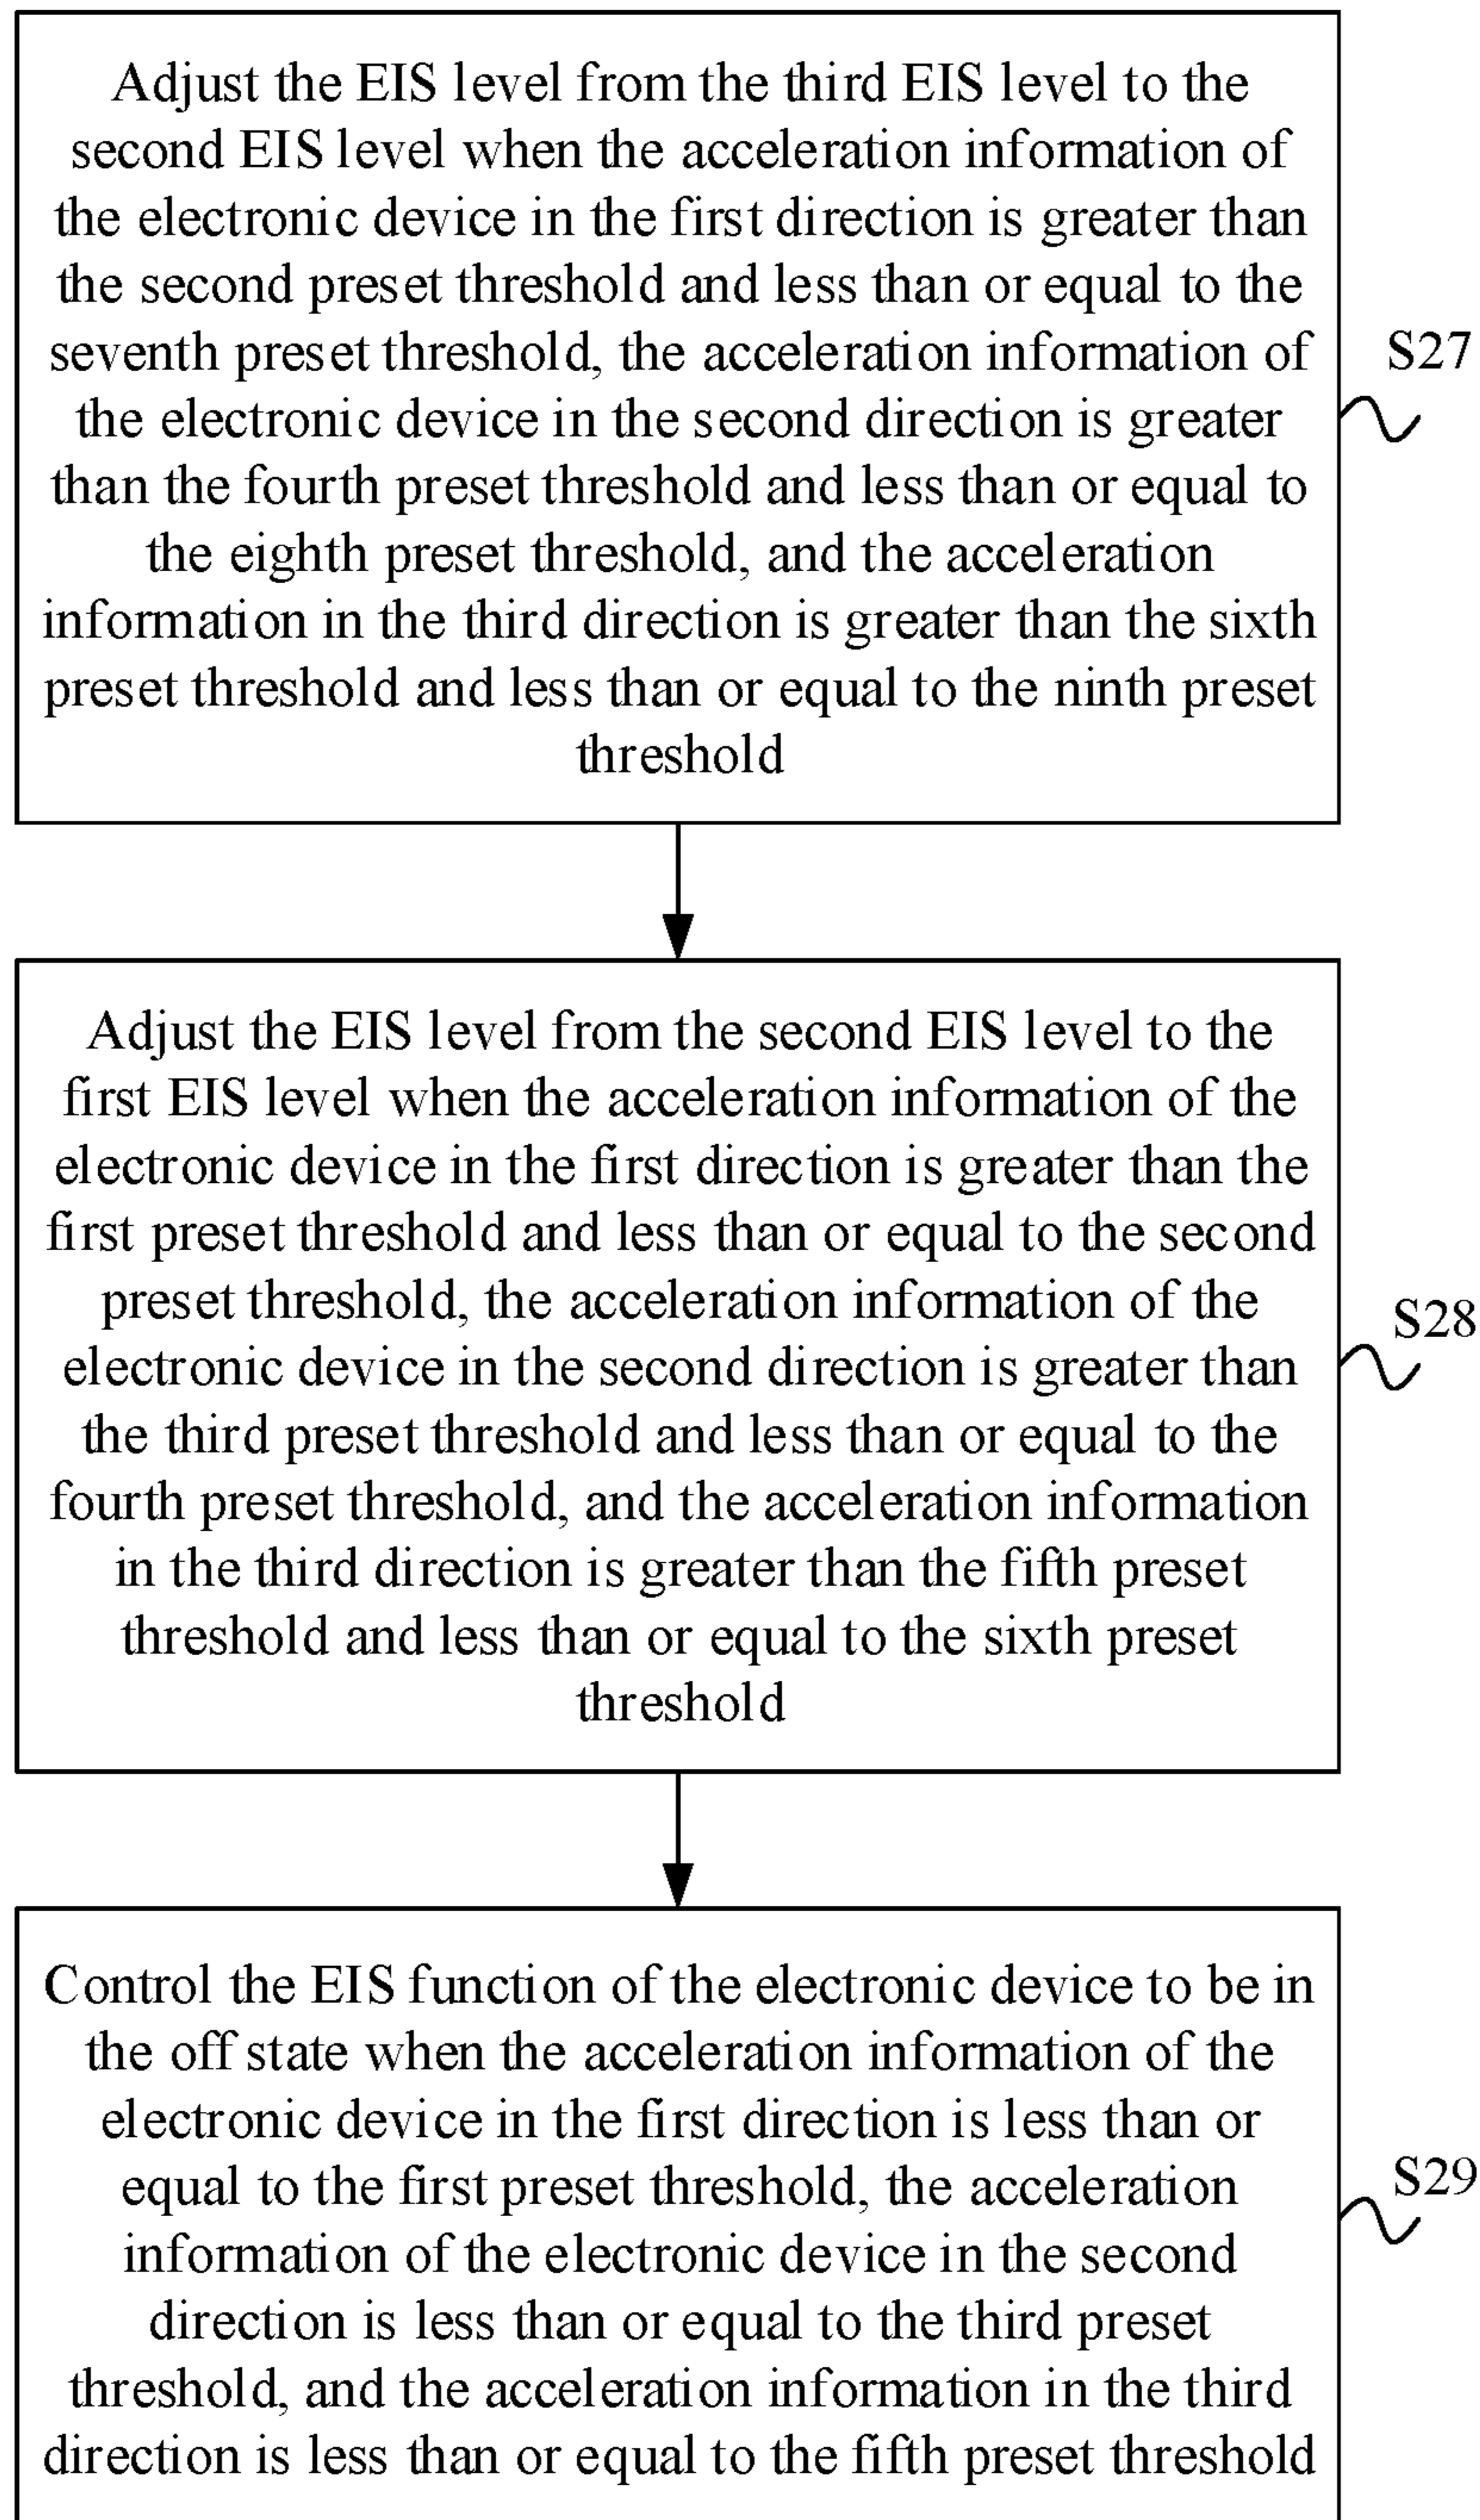 Adjust the EIS level from the third EIS level to the
second EIS level when the acceleration information of
the electronic device in the first direction is greater than
the second preset threshold and less than or equal to the
seventh preset threshold, the acceleration information of
the electronic device in the second direction is greater
than the fourth preset threshold and less than or equal to
the eighth preset threshold, and the acceleration
information in the third direction is greater than the sixth
preset threshold and less than or equal to the ninth preset
threshold
S27
Adjust the EIS level from the second EIS level to the
first EIS level when the acceleration information of the
electronic device in the first direction is greater than the
first preset threshold and less than or equal to the second
preset threshold, the acceleration information of the
electronic device in the second direction is greater than
the third preset threshold and less than or equal to the
fourth preset threshold, and the acceleration information
in the third direction is greater than the fifth preset
threshold and less than or equal to the sixth preset
threshold
S28
Control the EIS function of the electronic device to be in
the off state when the acceleration information of the
electronic device in the first direction is less than or
equal to the first preset threshold, the acceleration
information of the electronic device in the second
direction is less than or equal to the third preset
threshold, and the acceleration information in the third
direction is less than or equal to the fifth preset threshold
S29